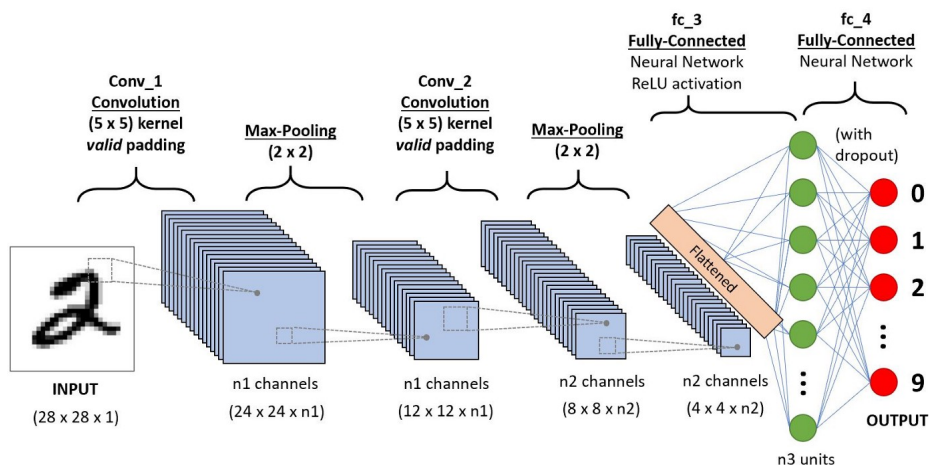 Conv_1
Convolution
(5 x 5) kernel
valid padding
Max-Pooling
(2 x 2)
Conv_2
Convolution
(5 x 5) kernel
valid padding
Max-Pooling
(2 x 2)
fc_3
Fully-Connected
Neural Network
ReLU activation
fc_4
Fully-Connected
Neural Network
(with
dropout)
INPUT
(28 x 28 x 1)
n1 channels
(24 x 24 x n1)
n1 channels
(12 x 12 x n1)
n2 channels
(8 x 8 x n2)
n2 channels
(4 x 4 x n2)
Flattened
n3 units
0
1
2
9
OUTPUT
2